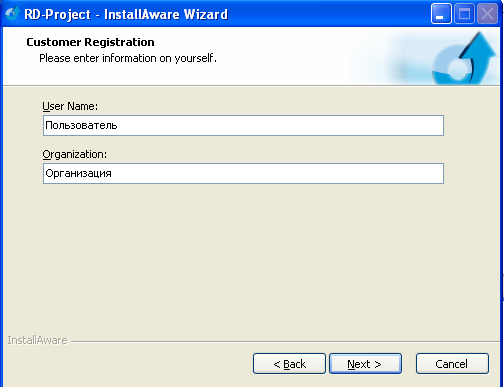 RD-Project - InstallAware Wizard
Customer Registration
Please enter information on yourself.
User Name:
Пользователь
Organization:
Организация
InstallAware
< Back Next > Cancel